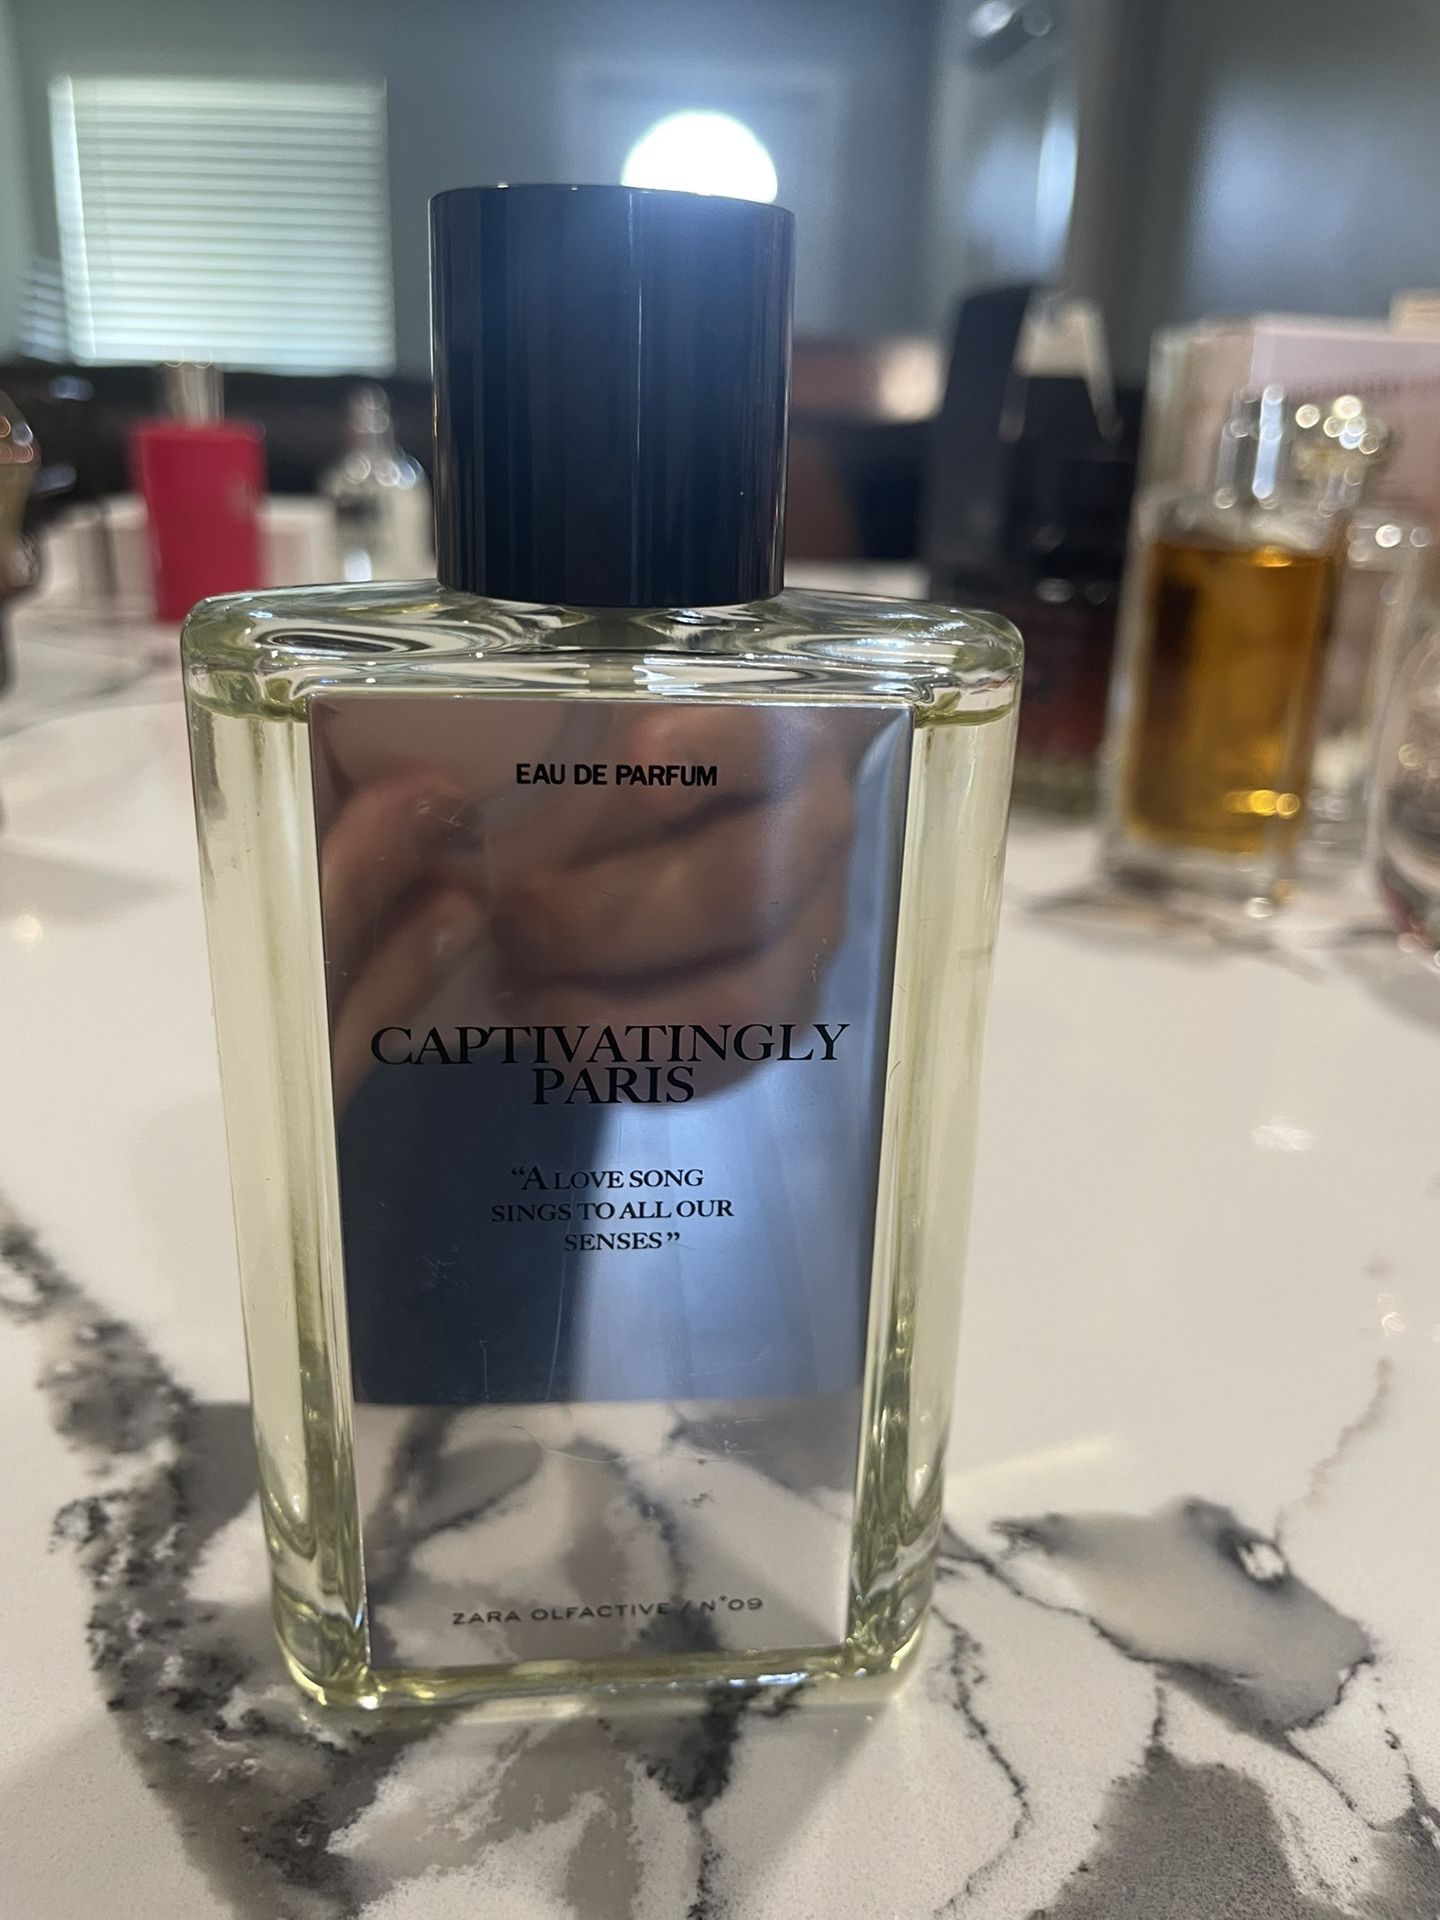 EAU DE PARFUM
CAPTIVATINGLY
PARIS
“A LOVE SONG
SINGS TO ALL OUR
SENSES”
ZARA OLFACTIVE / N°09